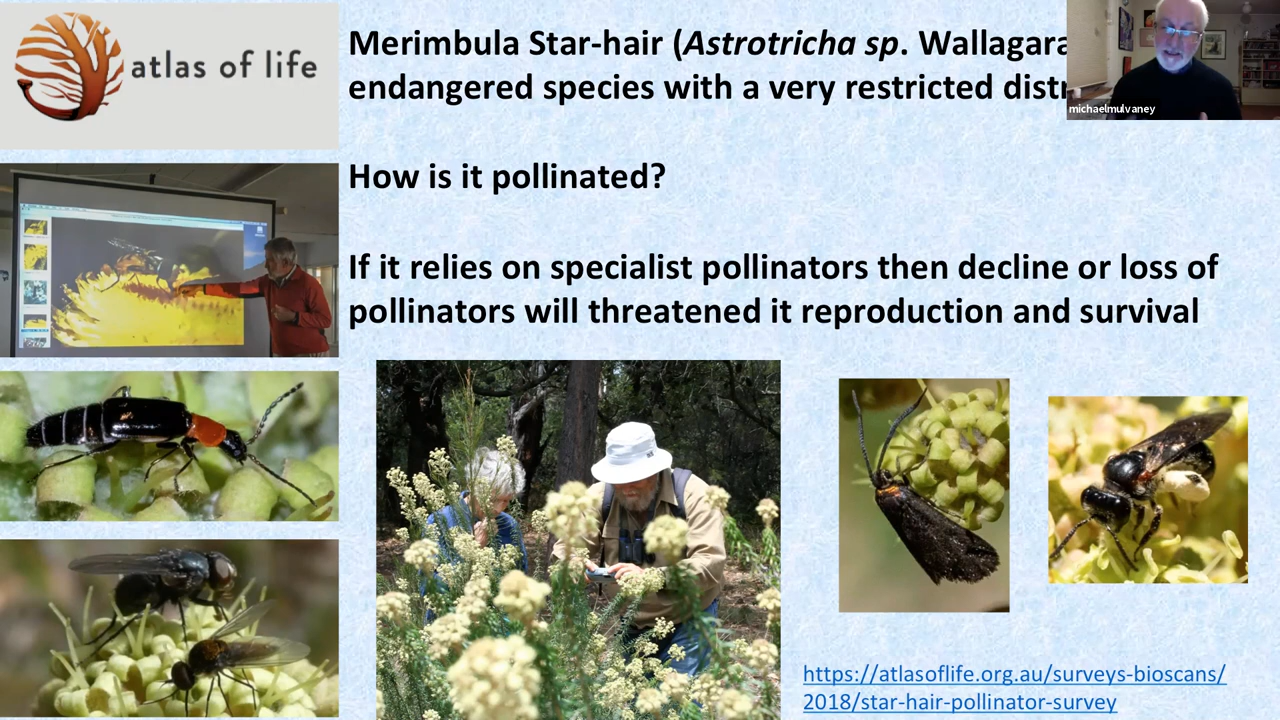 atlas of life
Merimbula Star-hair (Astrotricha sp. Wallagara
endangered species with a very restricted distr
michaelmulvaney
How is it pollinated?
If it relies on specialist pollinators then decline or loss of
pollinators will threatened it reproduction and survival
https://atlasoflife.org.au/surveys-bioscans/
2018/star-hair-pollinator-survey